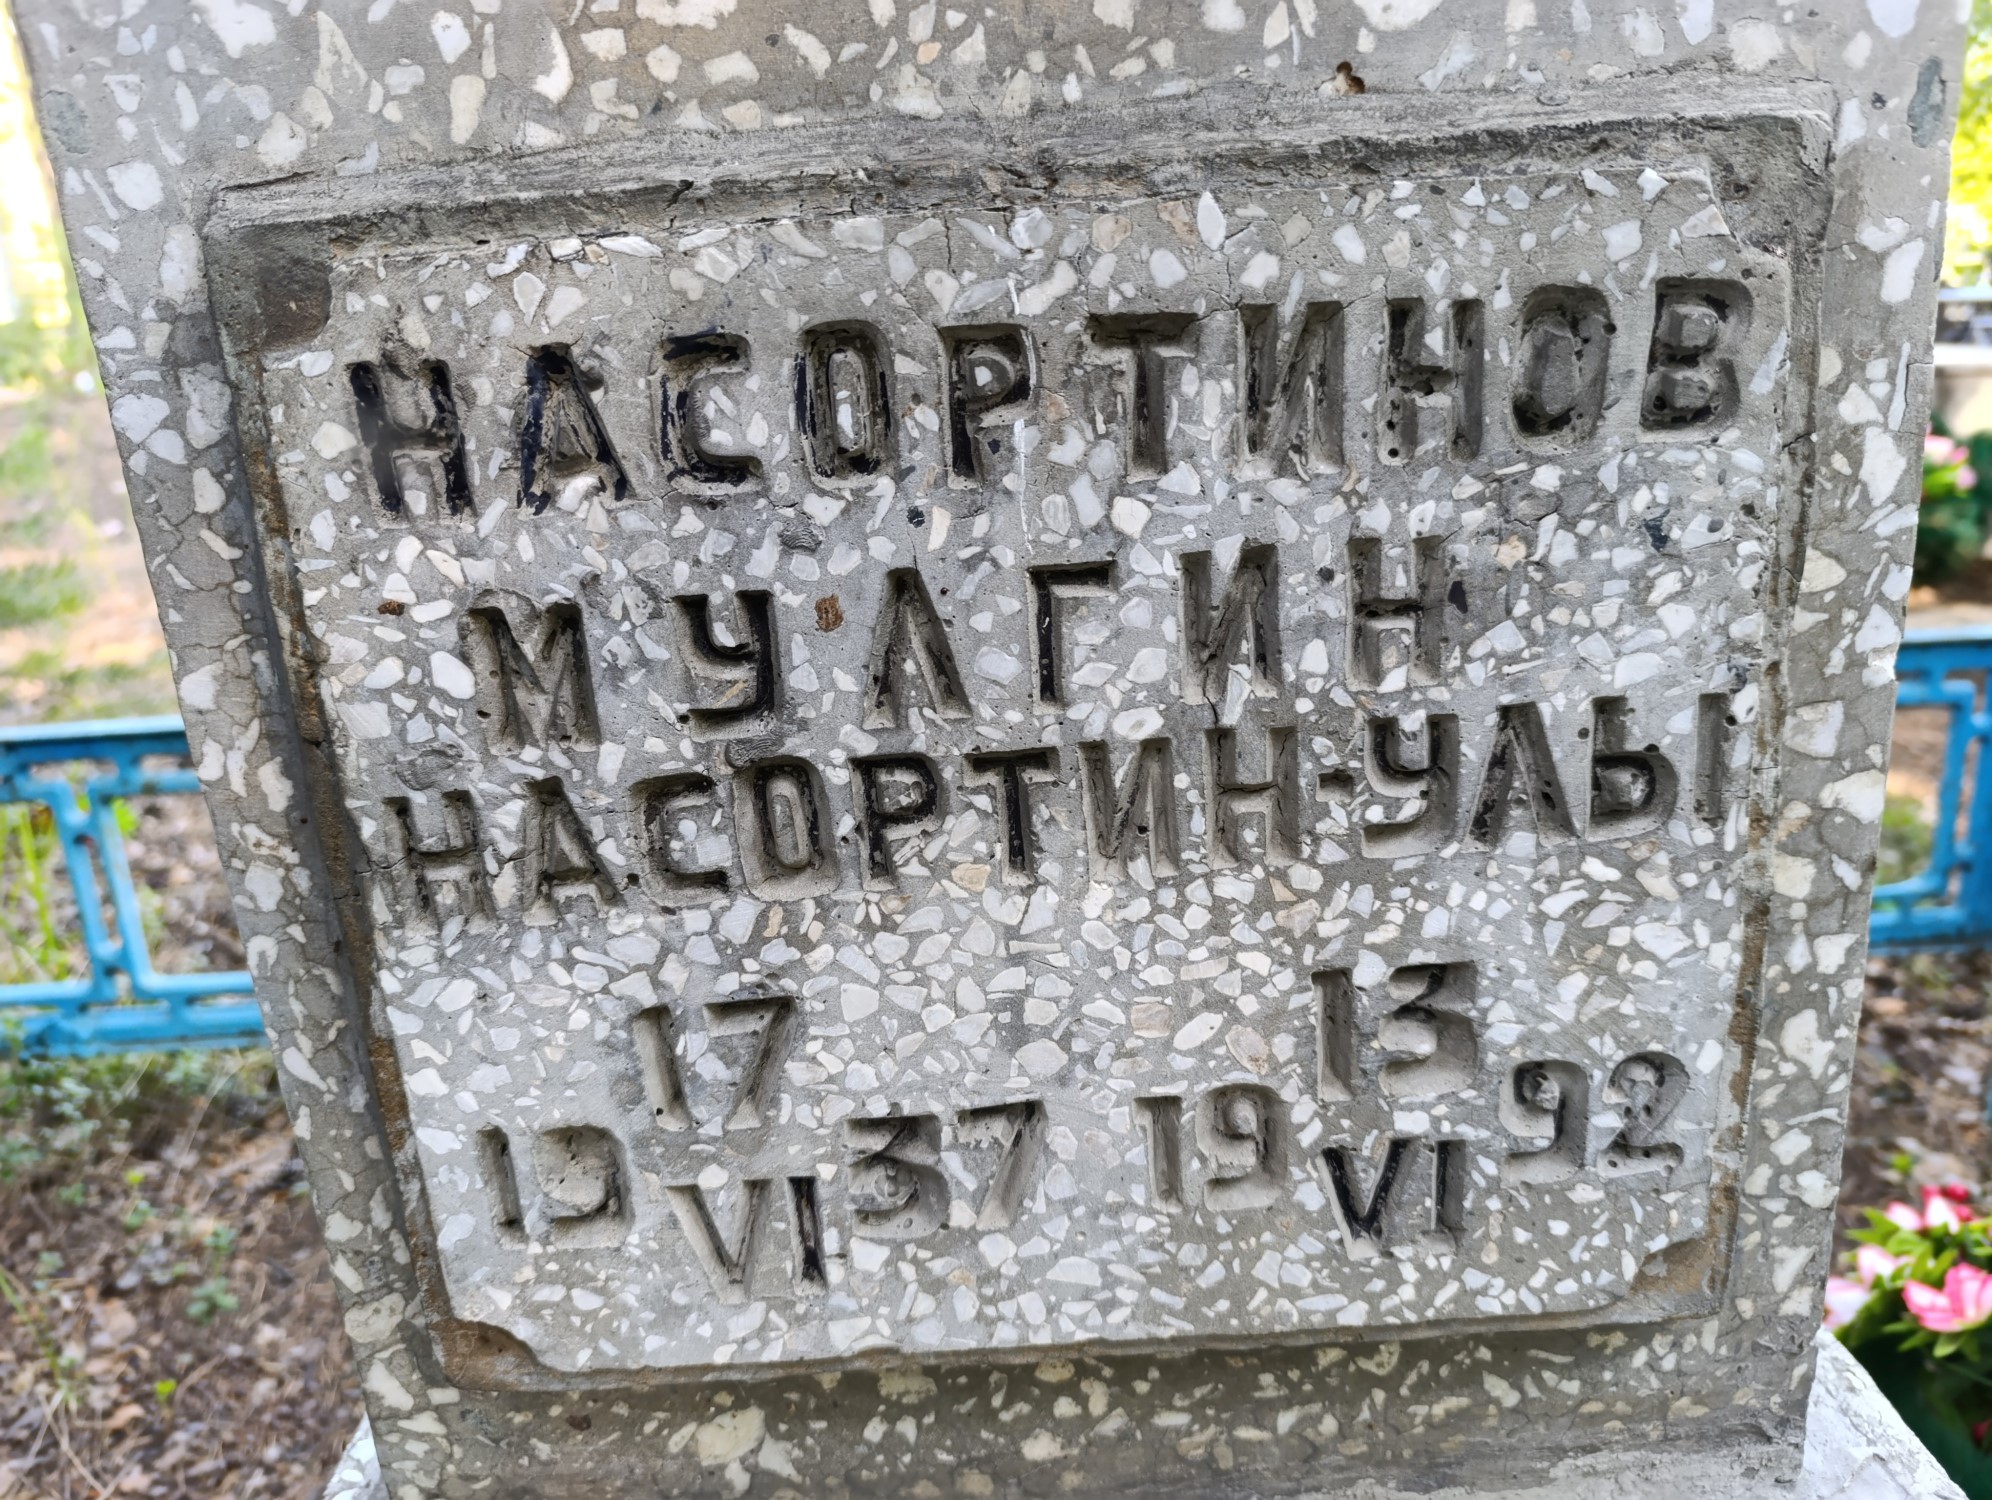 НАСОРТИНОВ
МУЛГИН
НАСОРТИН-УЛЫ
17 13
19 37 19 92
VI VI